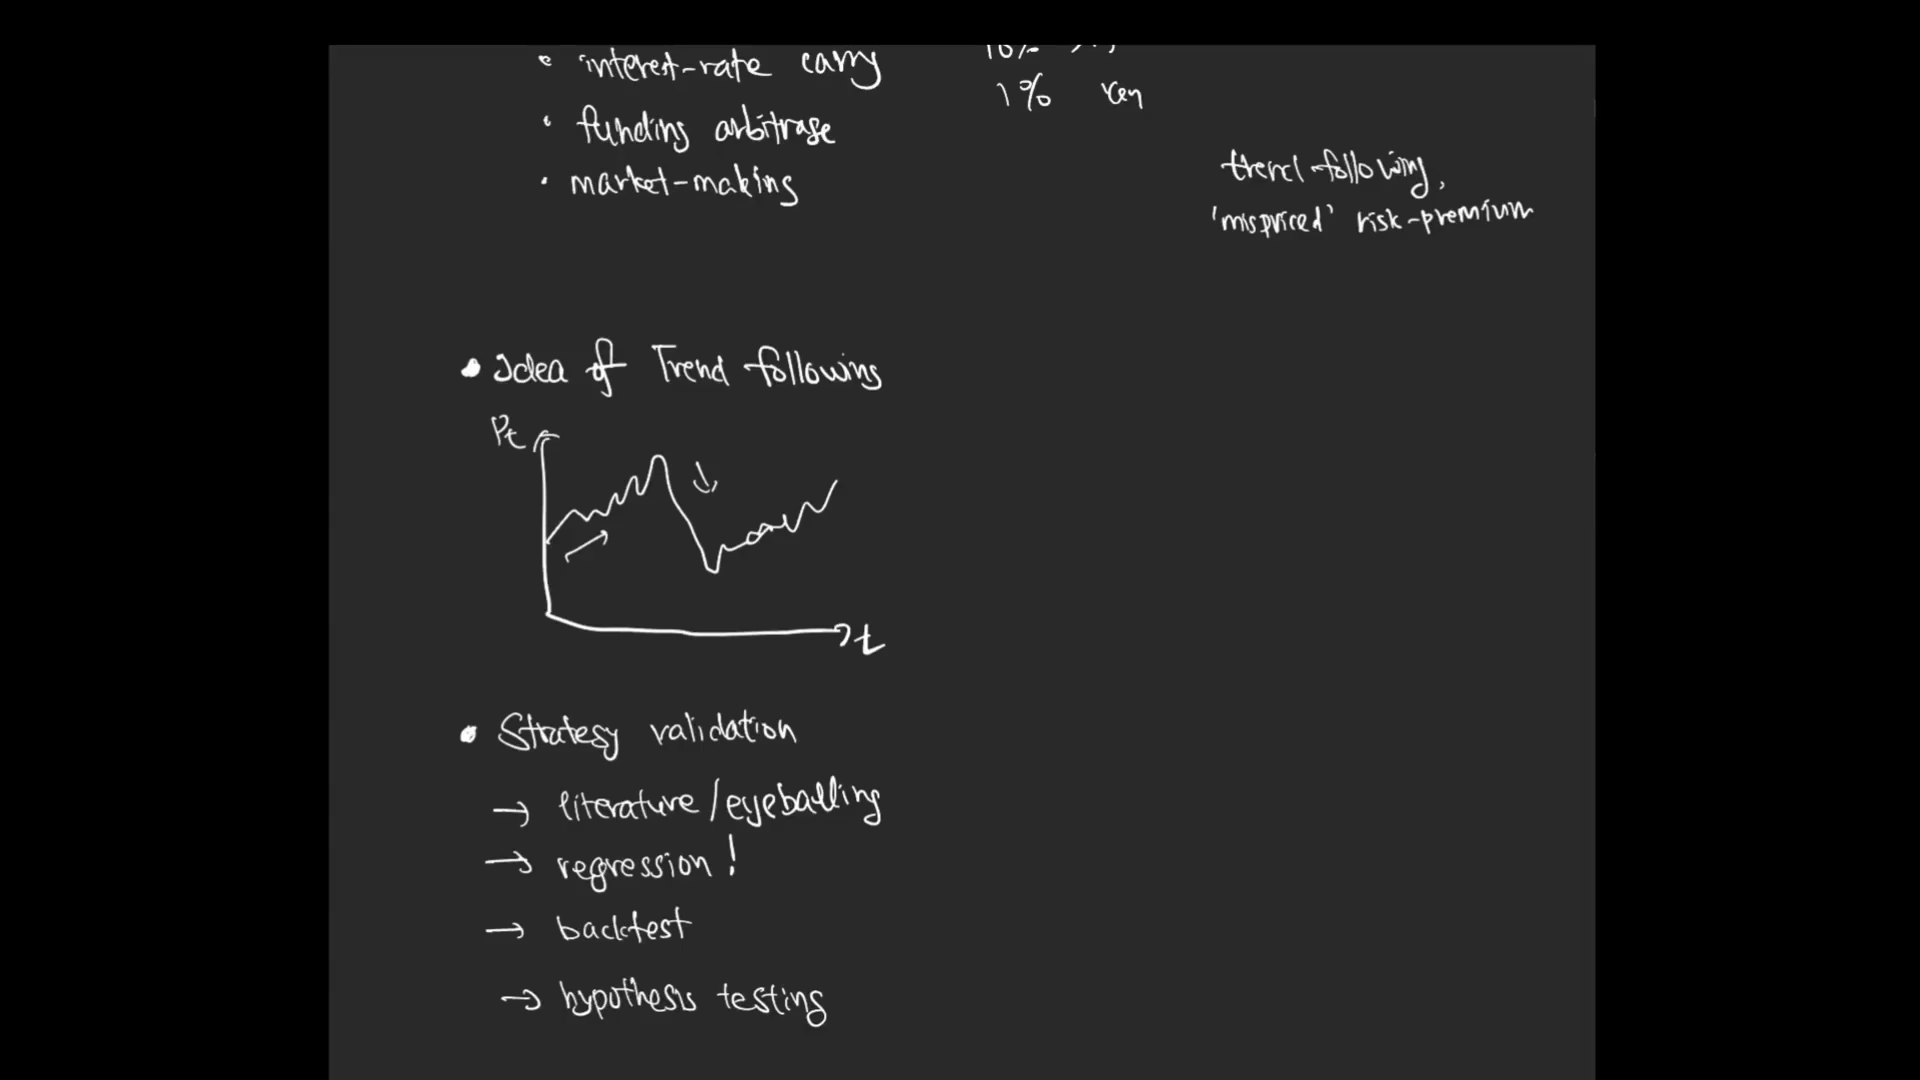 • interest-rate carry
1% Yen
• funding arbitrage
• market-making
trend-following,
'mispriced' risk-premium
• Idea of Trend following
Pt
t
• Strategy validation
→ literature/eyeballing
→ regression!
→ backtest
→ hypothesis testing